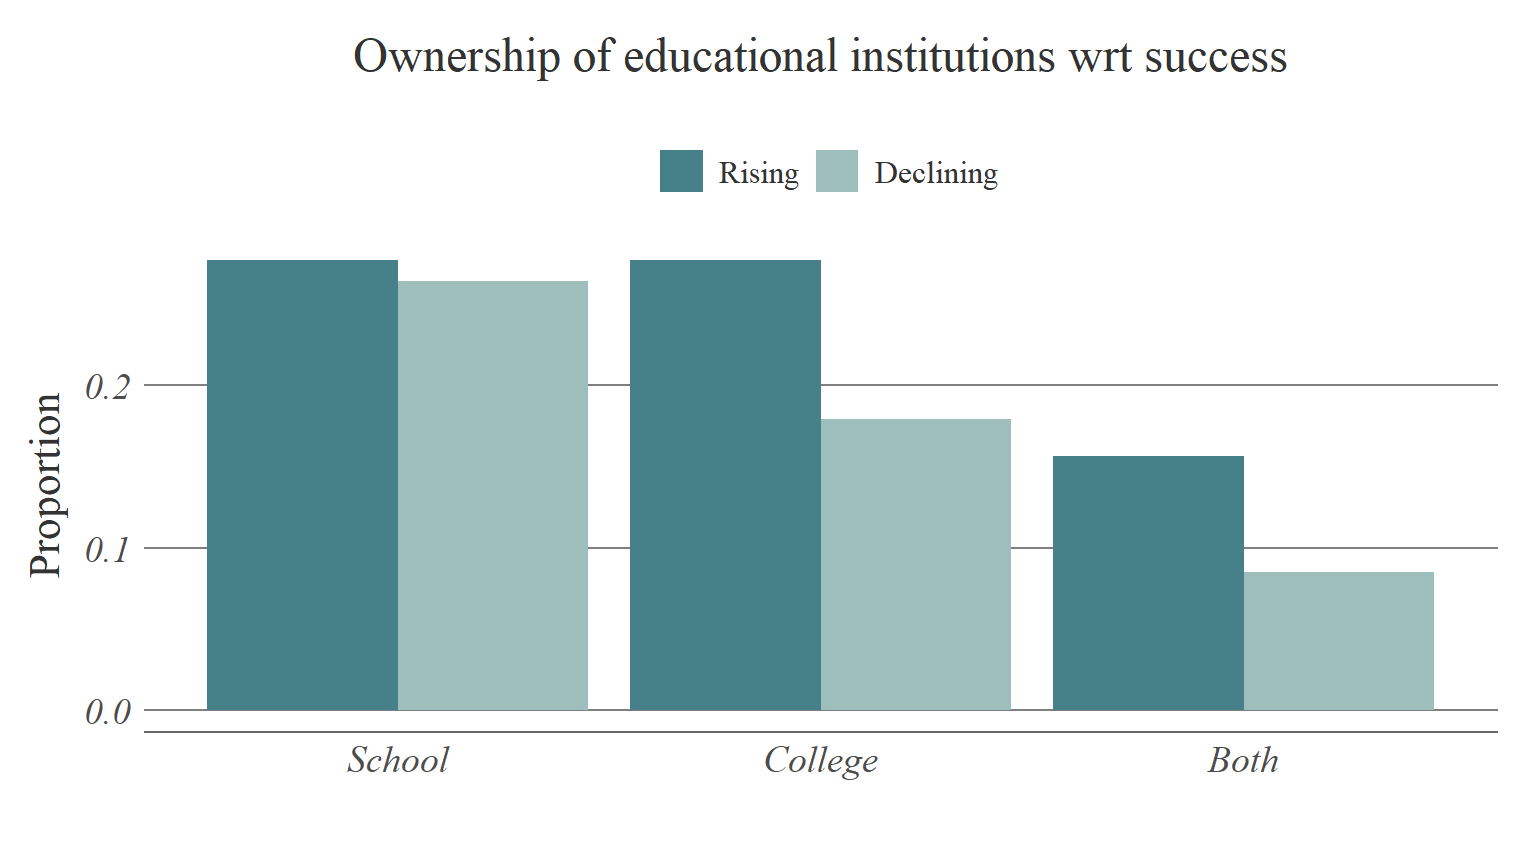 Ownership of educational institutions wrt success
Rising Declining
Proportion
0.2
0.1
0.0
School College Both